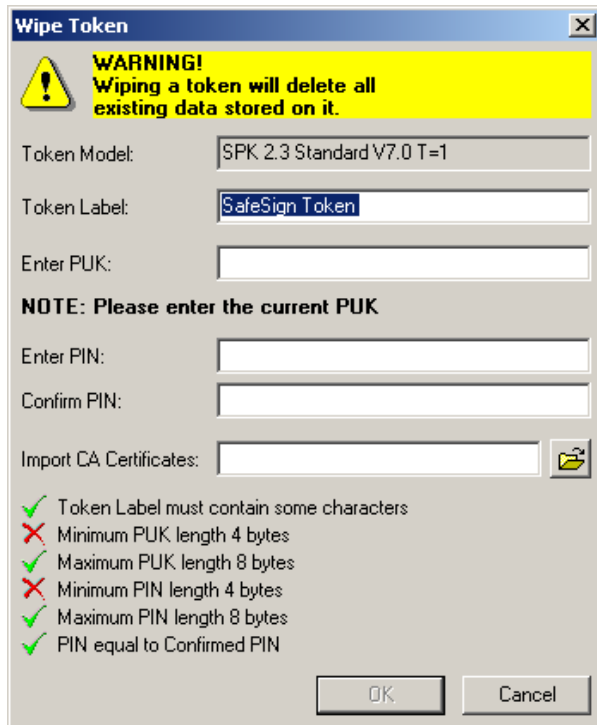 Wipe Token
WARNING!
Wiping a token will delete all
existing data stored on it.
Token Model: SPK 2.3 Standard V7.0 T=1
Token Label: SafeSign Token
Enter PUK:
NOTE: Please enter the current PUK
Enter PIN:
Confirm PIN:
Import CA Certificates:
Token Label must contain some characters
Minimum PUK length 4 bytes
Maximum PUK length 8 bytes
Minimum PIN length 4 bytes
Maximum PIN length 8 bytes
PIN equal to Confirmed PIN
OK Cancel